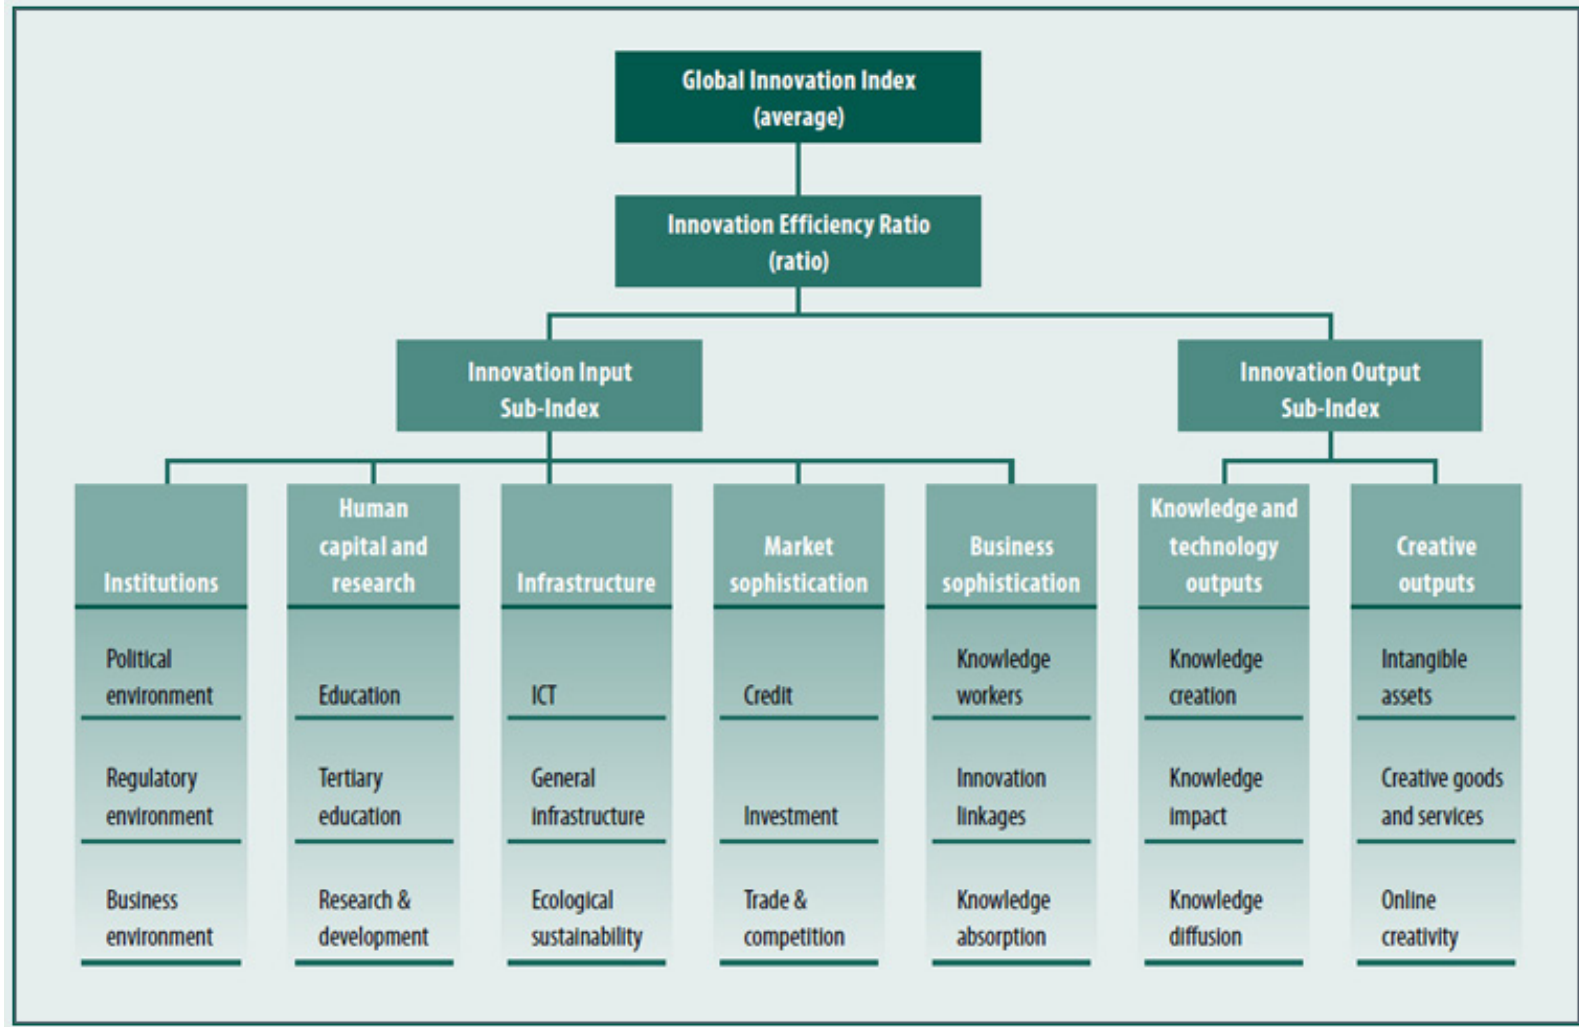 Global Innovation Index
(average)
Innovation Efficiency Ratio
(ratio)
Innovation Input
Sub-Index
Innovation Output
Sub-Index
Institutions
Human
capital and
research
Infrastructure
Market
sophistication
Business
sophistication
Knowledge and
technology
outputs
Creative
outputs
Political
environment
Education
ICT
Credit
Knowledge
workers
Knowledge
creation
Intangible
assets
Regulatory
environment
Tertiary
education
General
infrastructure
Investment
Innovation
linkages
Knowledge
impact
Creative goods
and services
Business
environment
Research &
development
Ecological
sustainability
Trade &
competition
Knowledge
absorption
Knowledge
diffusion
Online
creativity